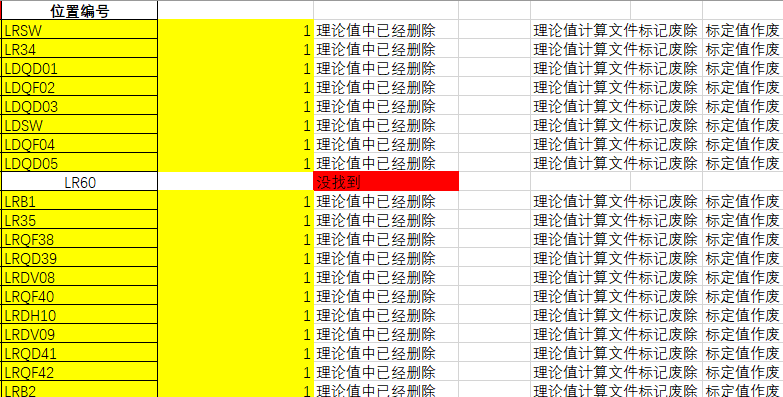 位置编号
LRSW 1 理论值中已经删除 理论值计算文件标记废除 标定值作废
LR34 1 理论值中已经删除 理论值计算文件标记废除 标定值作废
LDQD01 1 理论值中已经删除 理论值计算文件标记废除 标定值作废
LDQF02 1 理论值中已经删除 理论值计算文件标记废除 标定值作废
LDQD03 1 理论值中已经删除 理论值计算文件标记废除 标定值作废
LDSW 1 理论值中已经删除 理论值计算文件标记废除 标定值作废
LDQF04 1 理论值中已经删除 理论值计算文件标记废除 标定值作废
LDQD05 1 理论值中已经删除 理论值计算文件标记废除 标定值作废
LR60 没找到
LRB1 1 理论值中已经删除 理论值计算文件标记废除 标定值作废
LR35 1 理论值中已经删除 理论值计算文件标记废除 标定值作废
LRQF38 1 理论值中已经删除 理论值计算文件标记废除 标定值作废
LRQD39 1 理论值中已经删除 理论值计算文件标记废除 标定值作废
LRDV08 1 理论值中已经删除 理论值计算文件标记废除 标定值作废
LRQF40 1 理论值中已经删除 理论值计算文件标记废除 标定值作废
LRDH10 1 理论值中已经删除 理论值计算文件标记废除 标定值作废
LRDV09 1 理论值中已经删除 理论值计算文件标记废除 标定值作废
LRQD41 1 理论值中已经删除 理论值计算文件标记废除 标定值作废
LRQF42 1 理论值中已经删除 理论值计算文件标记废除 标定值作废
LRB2 1 理论值中已经删除 理论值计算文件标记废除 标定值作废